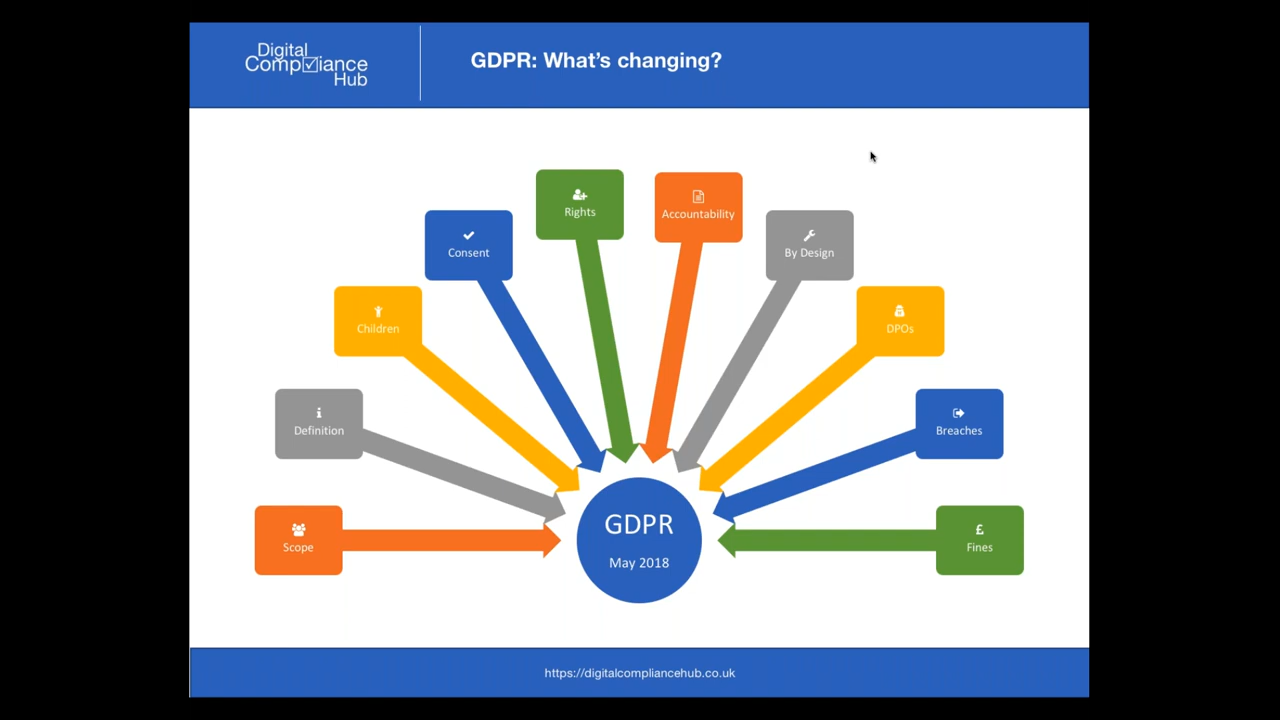 Digital
Compliance
Hub
GDPR: What's changing?
Rights
Accountability
Consent
By Design
Children
DPOs
Definition
Breaches
Scope
GDPR
May 2018
£
Fines
https://digitalcompliancehub.co.uk